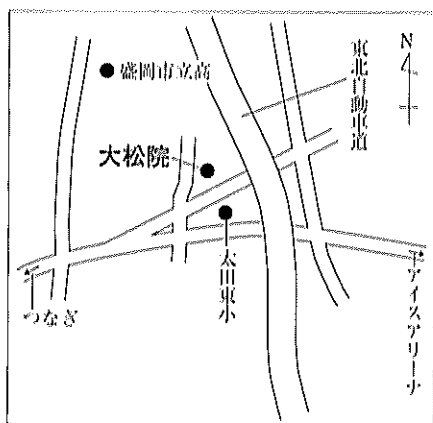 盛岡市立高
東北自動車道
N
大松院
太田東小
つなぎ
アイスアリーナ